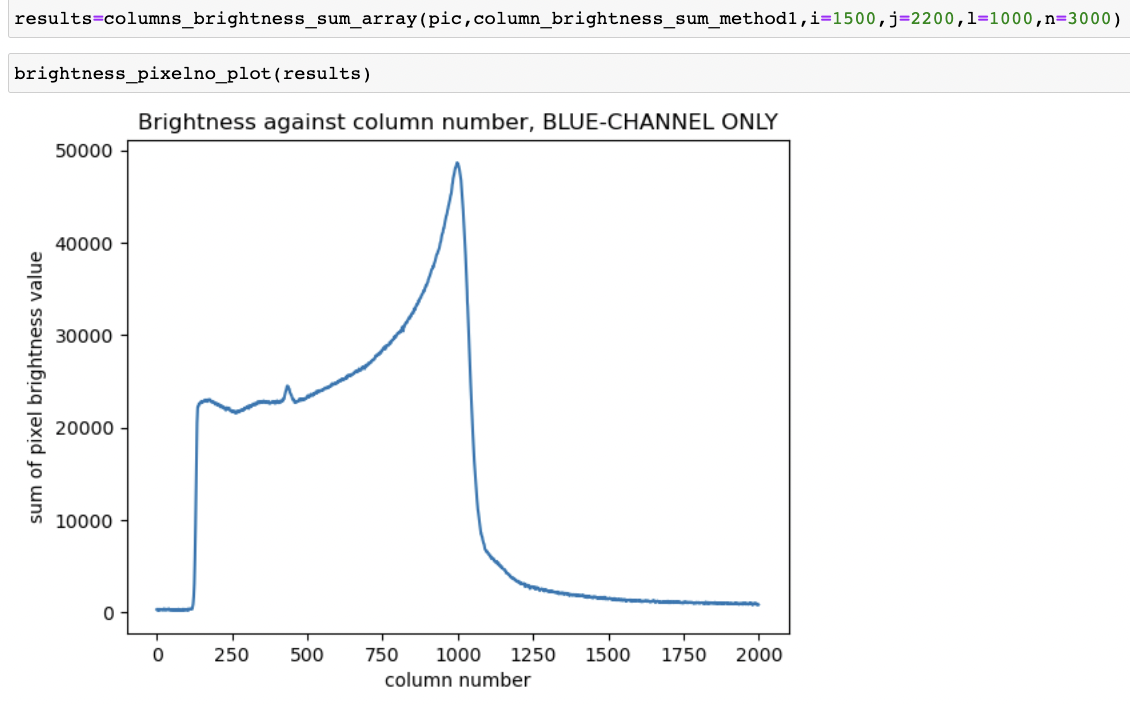 results=columns_brightness_sum_array(pic,column_brightness_sum_method1,i=1500,j=2200,l=1000,n=3000)
brightness_pixelno_plot(results)
Brightness against column number, BLUE-CHANNEL ONLY
50000
40000
30000
20000
10000
0
sum of pixel brightness value
0 250 500 750 1000 1250 1500 1750 2000
column number